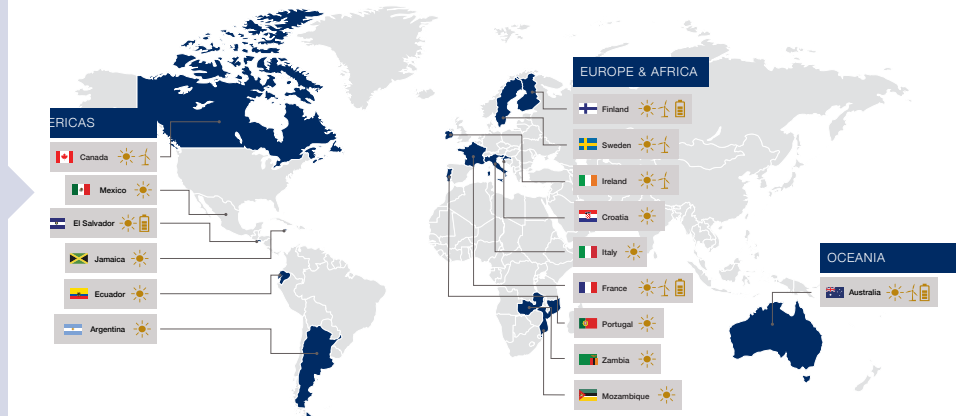 ERICAS
Canada
Mexico
El Salvador
Jamaica
Ecuador
Argentina
EUROPE & AFRICA
Finland
Sweden
Ireland
Croatia
Italy
France
Portugal
Zambia
Mozambique
OCEANIA
Australia